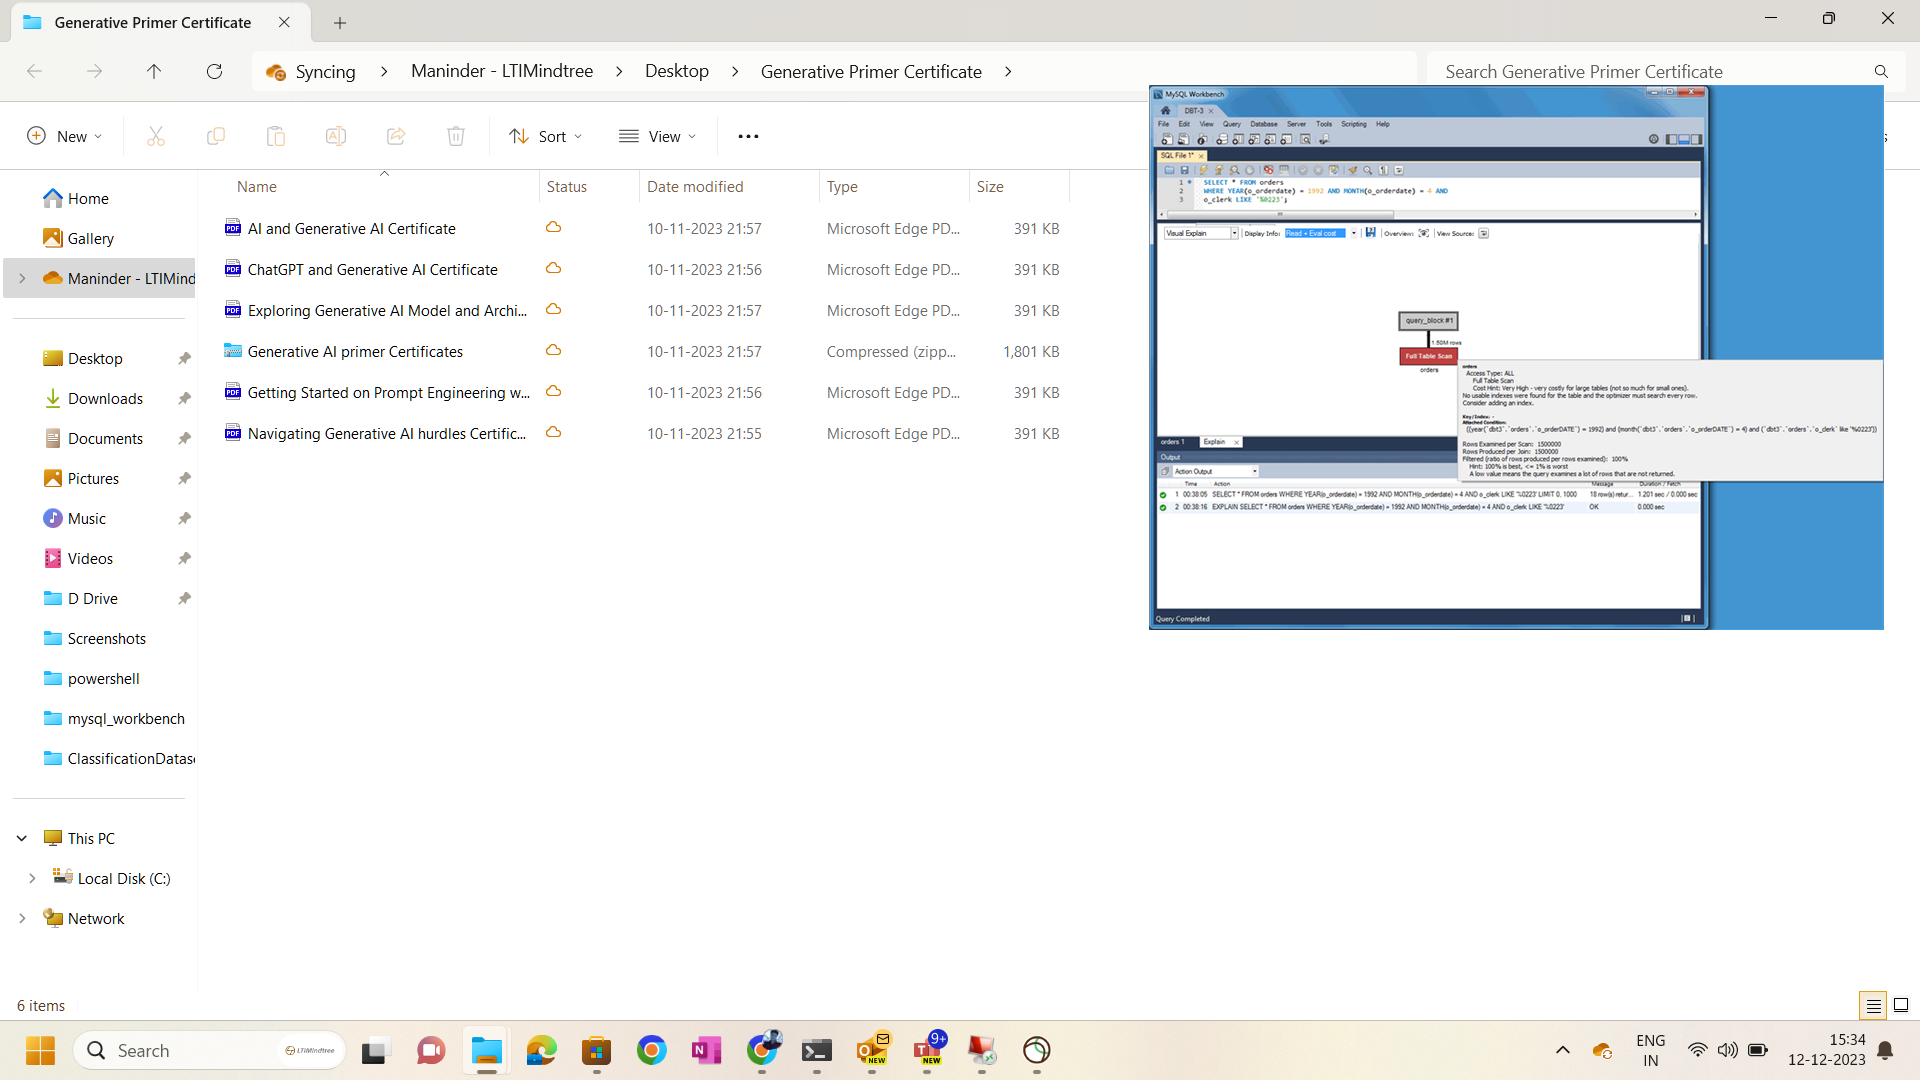 Generative Primer Certificate
Syncing
Maninder - LTIMindtree
Desktop
Generative Primer Certificate
Search Generative Primer Certificate
New
Sort
View
Name
Status
Date modified
Type
Size
AI and Generative AI Certificate
10-11-2023 21:57
Microsoft Edge PD...
391 KB
ChatGPT and Generative AI Certificate
10-11-2023 21:56
Microsoft Edge PD...
391 KB
Exploring Generative AI Model and Archi...
10-11-2023 21:57
Microsoft Edge PD...
391 KB
Generative AI primer Certificates
10-11-2023 21:57
Compressed (zipp...
1,801 KB
Getting Started on Prompt Engineering w...
10-11-2023 21:56
Microsoft Edge PD...
391 KB
Navigating Generative AI hurdles Certific...
10-11-2023 21:55
Microsoft Edge PD...
391 KB
Home
Gallery
Maninder - LTIMind
Desktop
Downloads
Documents
Pictures
Music
Videos
D Drive
Screenshots
powershell
mysql_workbench
ClassificationDatas
This PC
Local Disk (C:)
Network
6 items
MySQL Workbench
DBT-3
File Edit View Query Database Server Tools Scripting Help
SQL File 1*
1 SELECT * FROM orders
2 WHERE YEAR(o_orderdate) = 1992 AND MONTH(o_orderdate) = 4 AND
3 o_clerk LIKE '%0223';
Visual Explain
Display Info:
Read + Eval cost
Overview:
View Source:
query_block #1
1.50M rows
Full Table Scan
orders
orders
Access Type: ALL
Full Table Scan
Cost Hint: Very High - very costly for large tables (not so much for small ones).
No usable indexes were found for the table and the optimizer must search every row.
Consider adding an index.
Key/Index: -
Attached Condition:
((year(`dbt3`.`orders`.`o_orderDATE`) = 1992) and (month(`dbt3`.`orders`.`o_orderDATE`) = 4) and (`dbt3`.`orders`.`o_clerk` like '%0223'))
Rows Examined per Scan: 1500000
Rows Produced per Join: 1500000
Filtered (ratio of rows produced per rows examined): 100%
Hint: 100% is best, <= 1% is worst
A low value means the query examines a lot of rows that are not returned.
orders 1
Explain
Output
Action Output
Time
Action
Message
Duration / Fetch
1 00:38:05 SELECT * FROM orders WHERE YEAR(o_orderdate) = 1992 AND MONTH(o_orderdate) = 4 AND o_clerk LIKE '%0223' LIMIT 0, 1000
18 row(s) retur...
1.201 sec / 0.000 sec
2 00:38:16 EXPLAIN SELECT * FROM orders WHERE YEAR(o_orderdate) = 1992 AND MONTH(o_orderdate) = 4 AND o_clerk LIKE '%0223'
OK
0.000 sec
Query Completed
Search
LTIMindtree
NEW
9+
NEW
ENG
IN
15:34
12-12-2023